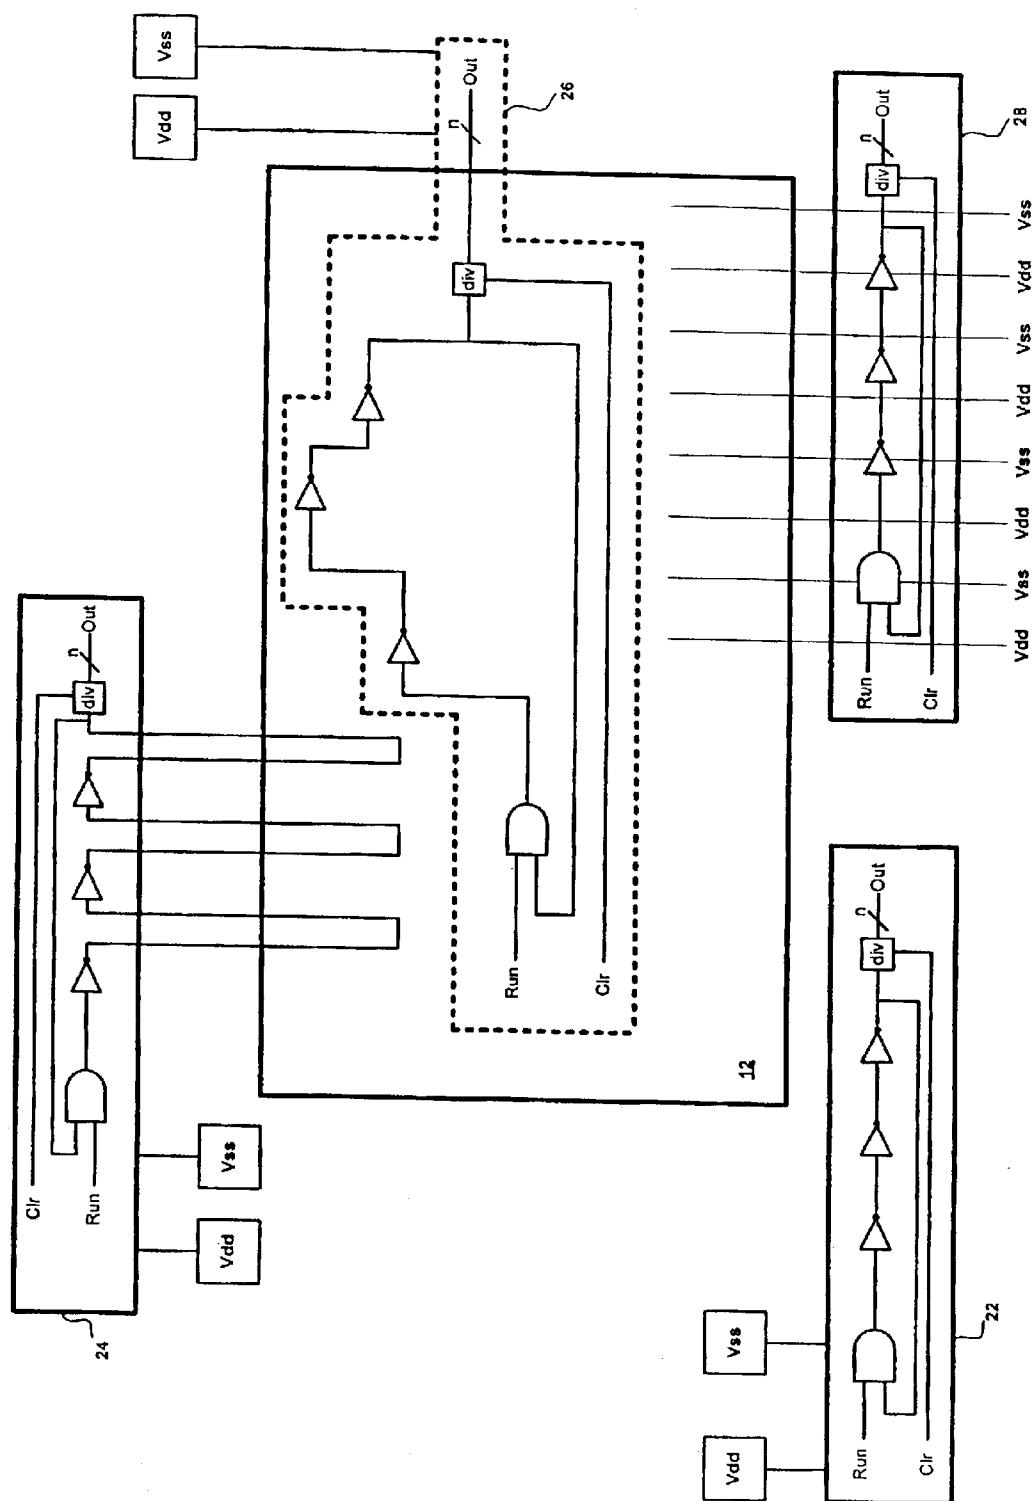 Vss
Vdd
Out
n
26
div
Run
Clr
12
Out
n
div
Clr
Run
24
Vss
Vdd
Out
n
div
28
Run
Clr
Vss
Vdd
Vss
Vdd
Vss
Vdd
Vss
Vdd
Out
n
div
Run
Clr
22
Vss
Vdd